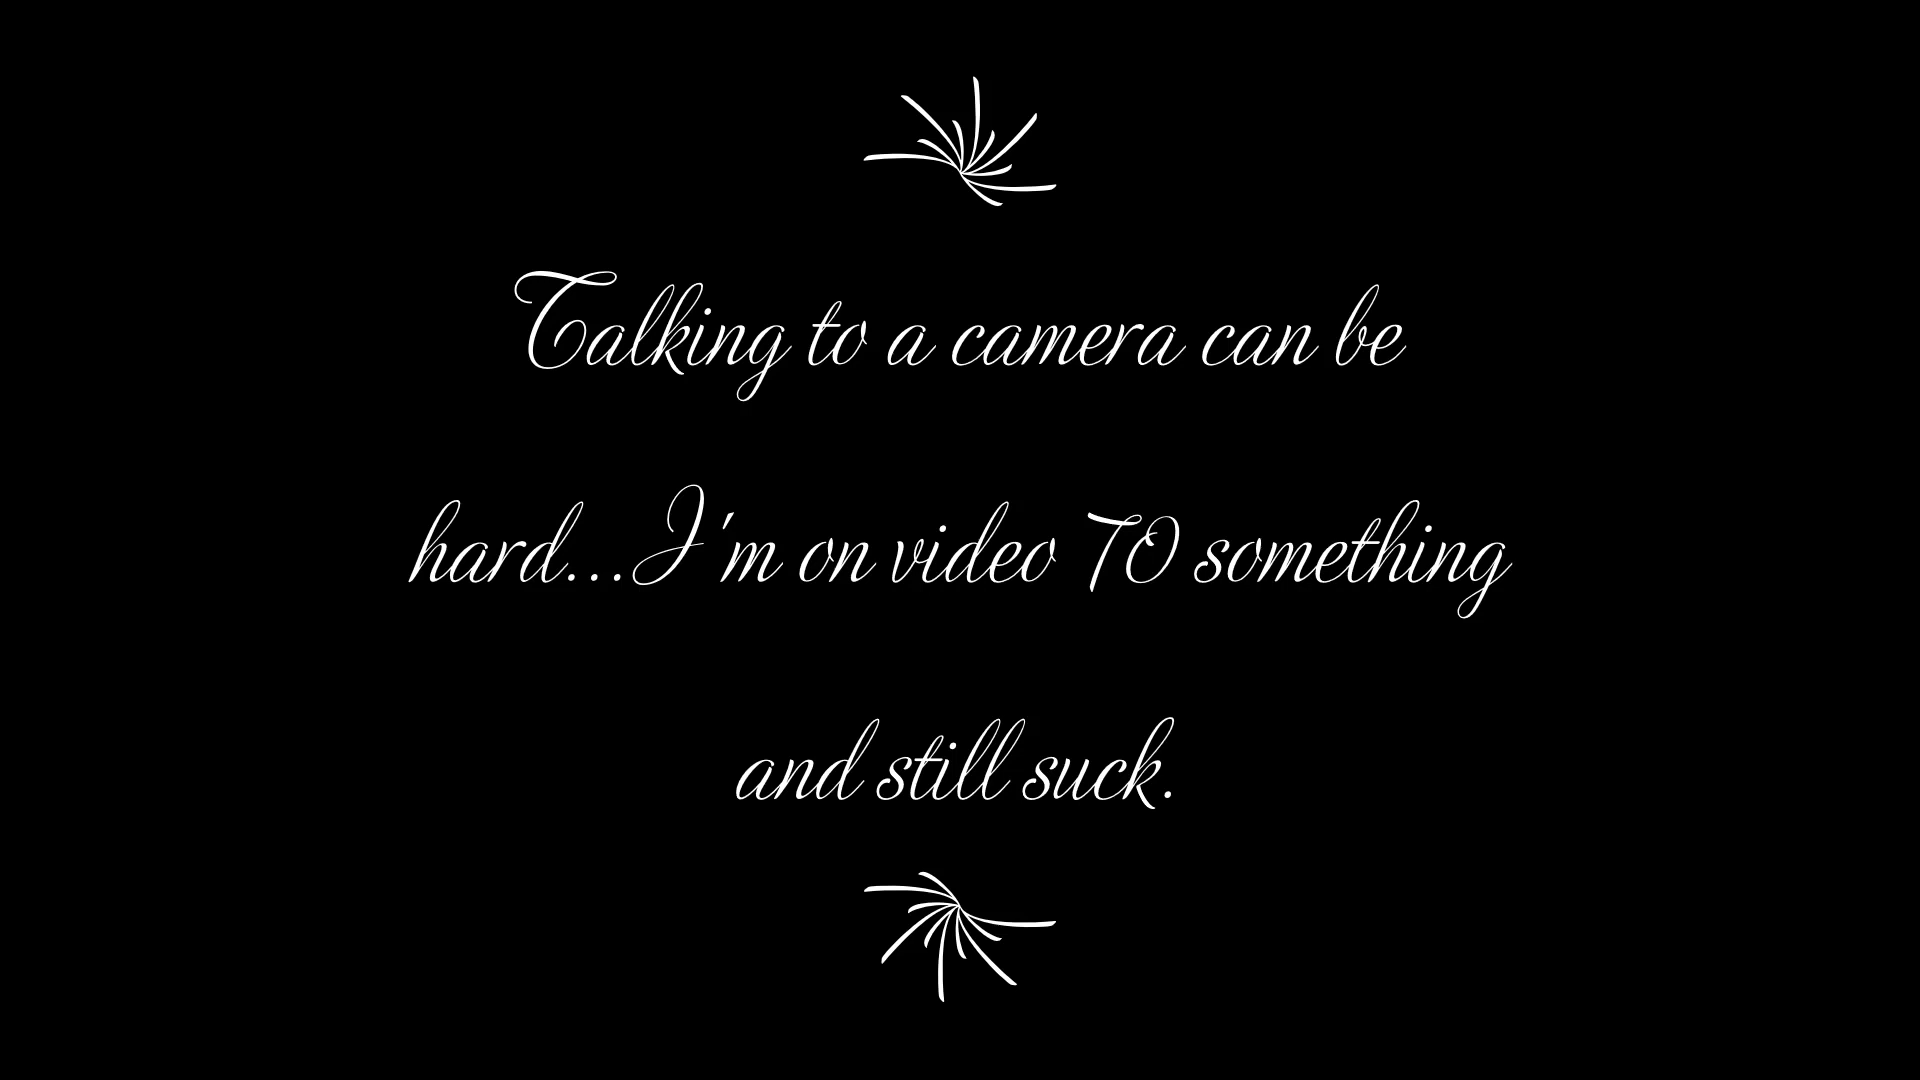 Talking to a camera can be
hard...I'm on video 70 something
and still suck.